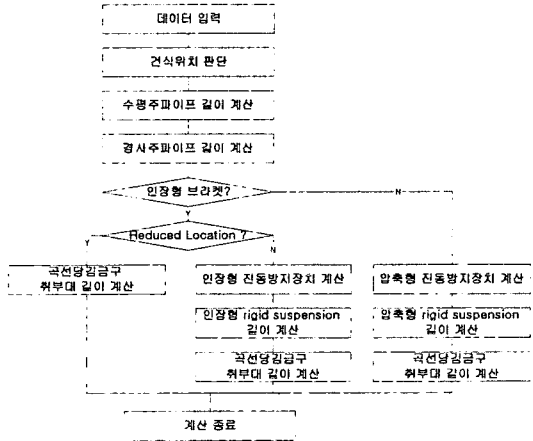 데이터 입력
건식위치 판단
수평주파이프 길이 계산
경사주파이프 길이 계산
인장형 브라켓?
N
Y
Reduced Location ?
Y
N
곡선당김금구
취부대 길이 계산
인장형 진동방지장치 계산
압축형 진동방지장치 계산
인장형 rigid suspension
길이 계산
압축형 rigid suspension
길이 계산
곡선당김금구
취부대 길이 계산
곡선당김금구
취부대 길이 계산
계산 종료